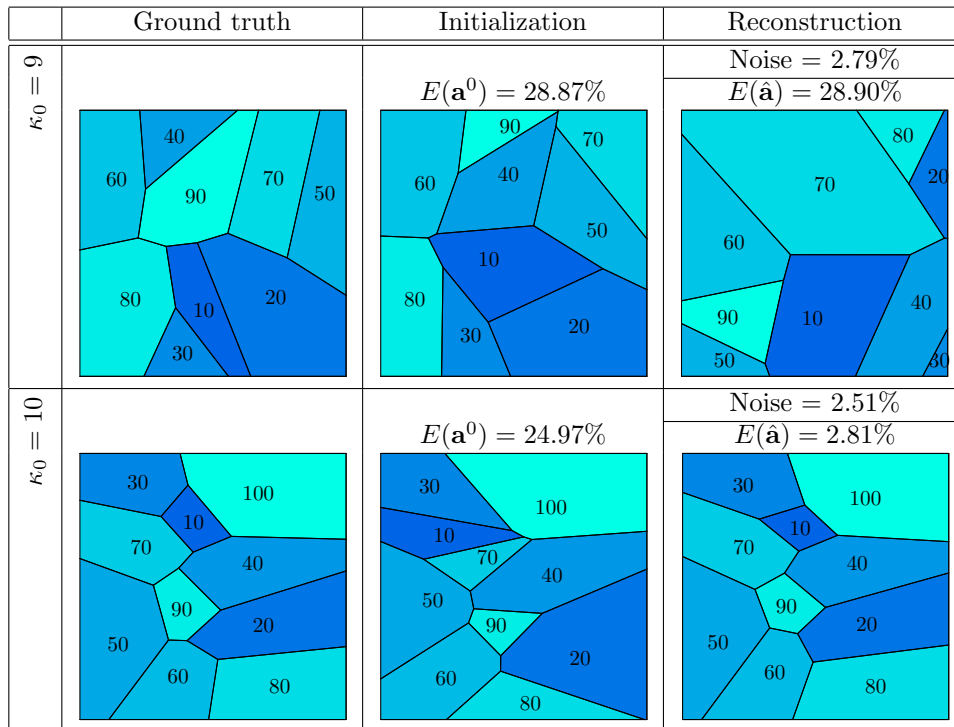 Ground truth Initialization Reconstruction
κ₀ = 9
Noise = 2.79%
E(𝐚⁰) = 28.87% E(𝐚̂) = 28.90%
60 40 90 70 50 80 10 20 30
60 90 40 70 50 10 80 30 20
70 80 20 60 90 10 40 50 30
κ₀ = 10
Noise = 2.51%
E(𝐚⁰) = 24.97% E(𝐚̂) = 2.81%
30 100 10 70 40 90 20 50 60 80
30 100 10 70 40 50 90 20 60 80
30 100 10 70 40 90 20 50 60 80